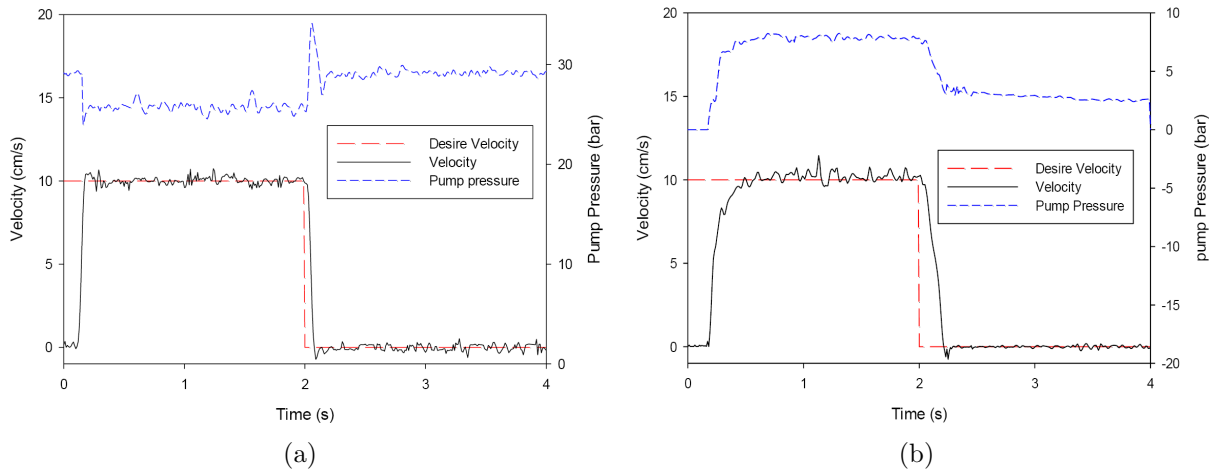 20
15
10
5
0
Velocity (cm/s)
30
20
10
0
Pump Pressure (bar)
Desire Velocity
Velocity
Pump pressure
0
1
2
3
4
Time (s)
(a)
20
15
10
5
0
Velocity (cm/s)
10
5
0
-5
-10
-15
-20
pump Pressure (bar)
Desire Velocity
Velocity
Pump Pressure
0
1
2
3
4
Time (s)
(b)